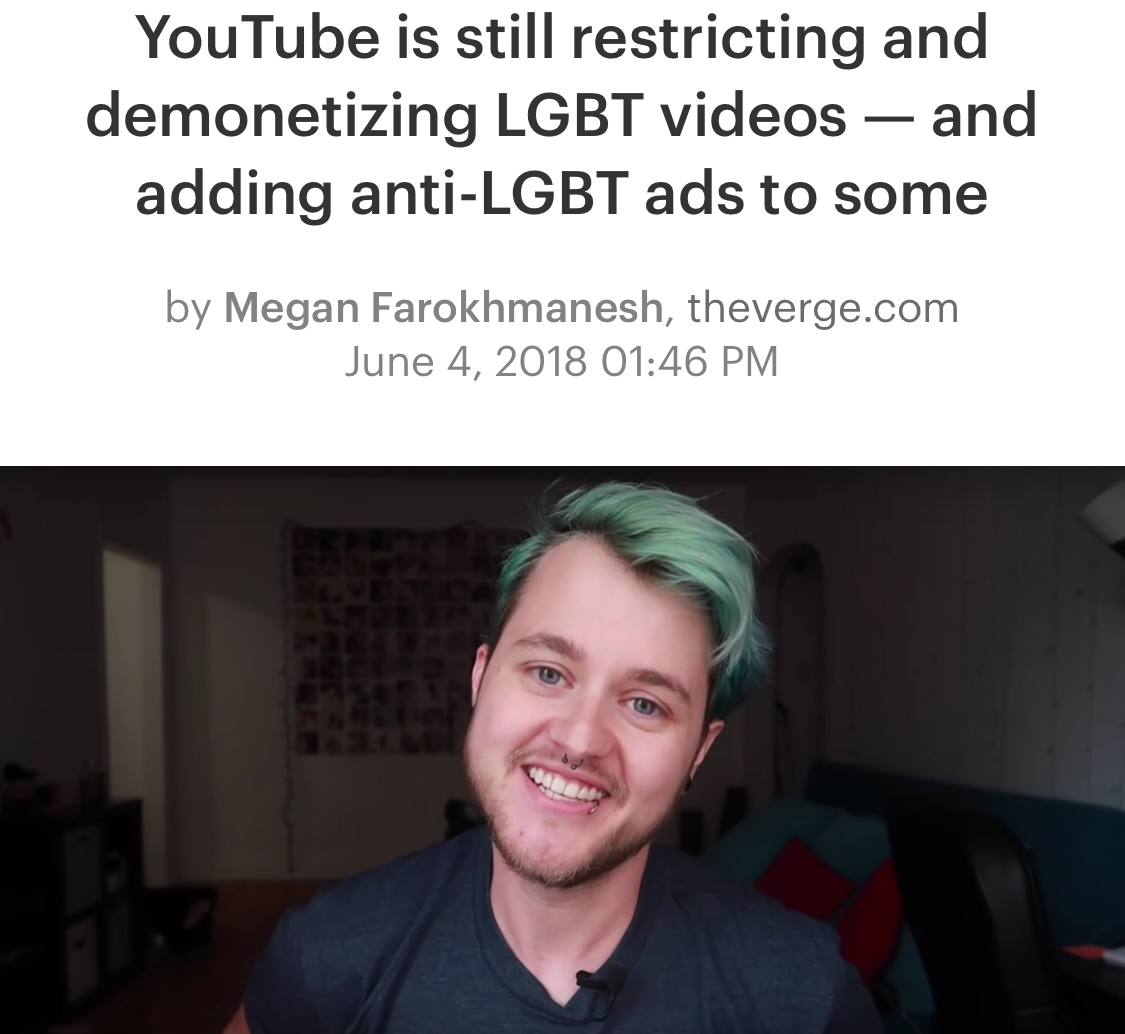 YouTube is still restricting and
demonetizing LGBT videos — and
adding anti-LGBT ads to some
by Megan Farokhmanesh, theverge.com
June 4, 2018 01:46 PM